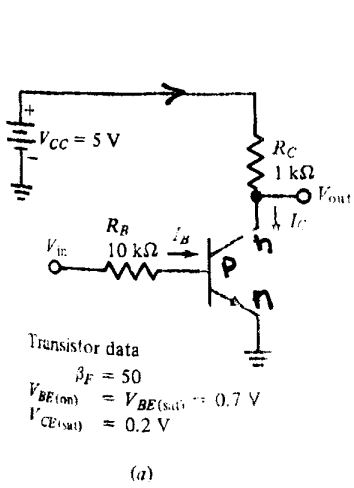 +
V_CC = 5 V
−
R_C
1 kΩ
V_out
I_C
n
R_B
10 kΩ
I_B
V_in
p
n
Transistor data
β_F = 50
V_BE(on) = V_BE(sat) = 0.7 V
V_CE(sat) = 0.2 V
(a)